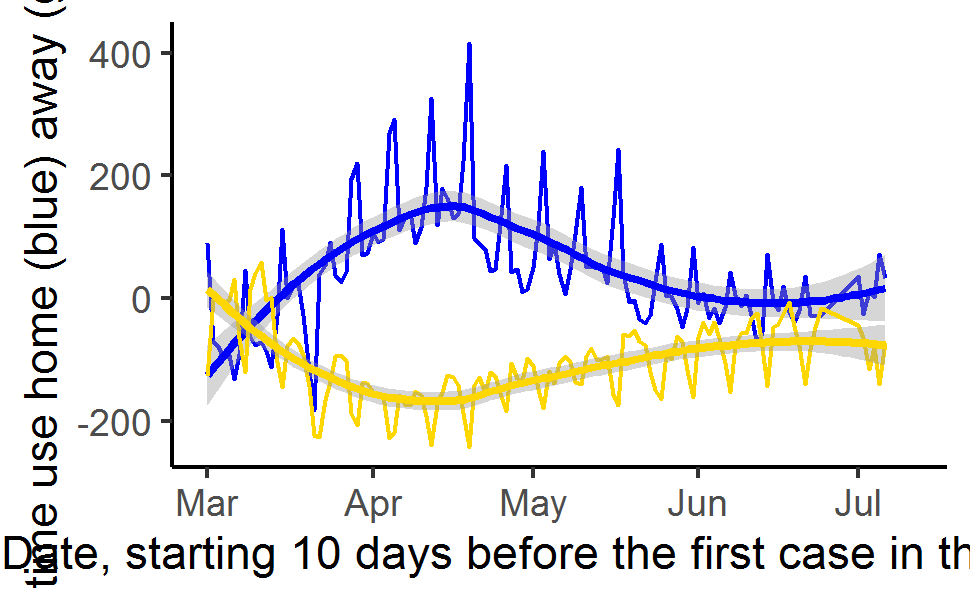 time use home (blue) away (
400
200
0
-200
Mar Apr May Jun Jul
Date, starting 10 days before the first case in th